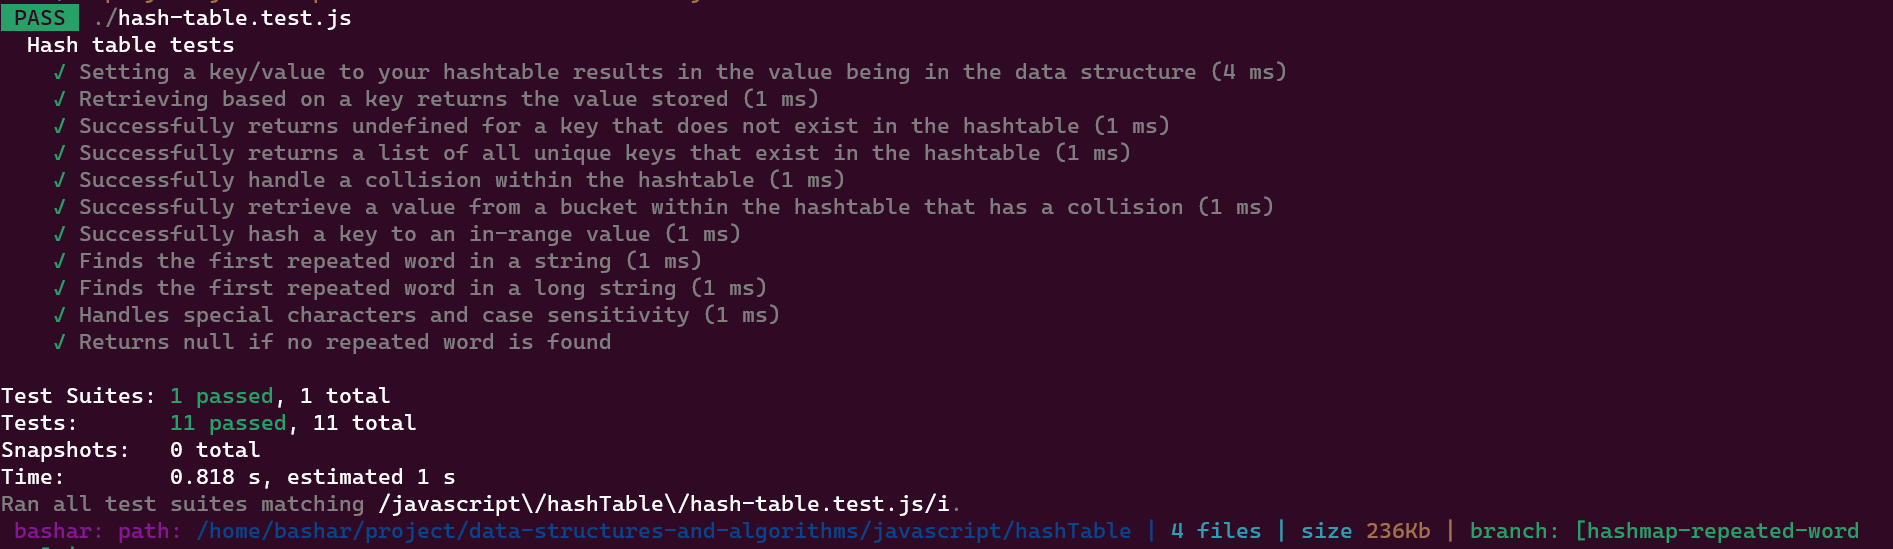 PASS ./hash-table.test.js
Hash table tests
✓ Setting a key/value to your hashtable results in the value being in the data structure (4 ms)
✓ Retrieving based on a key returns the value stored (1 ms)
✓ Successfully returns undefined for a key that does not exist in the hashtable (1 ms)
✓ Successfully returns a list of all unique keys that exist in the hashtable (1 ms)
✓ Successfully handle a collision within the hashtable (1 ms)
✓ Successfully retrieve a value from a bucket within the hashtable that has a collision (1 ms)
✓ Successfully hash a key to an in-range value (1 ms)
✓ Finds the first repeated word in a string (1 ms)
✓ Finds the first repeated word in a long string (1 ms)
✓ Handles special characters and case sensitivity (1 ms)
✓ Returns null if no repeated word is found
Test Suites: 1 passed, 1 total
Tests: 11 passed, 11 total
Snapshots: 0 total
Time: 0.818 s, estimated 1 s
Ran all test suites matching /javascript\/hashTable\/hash-table.test.js/i.
bashar: path: /home/bashar/project/data-structures-and-algorithms/javascript/hashTable | 4 files | size 236Kb | branch: [hashmap-repeated-word